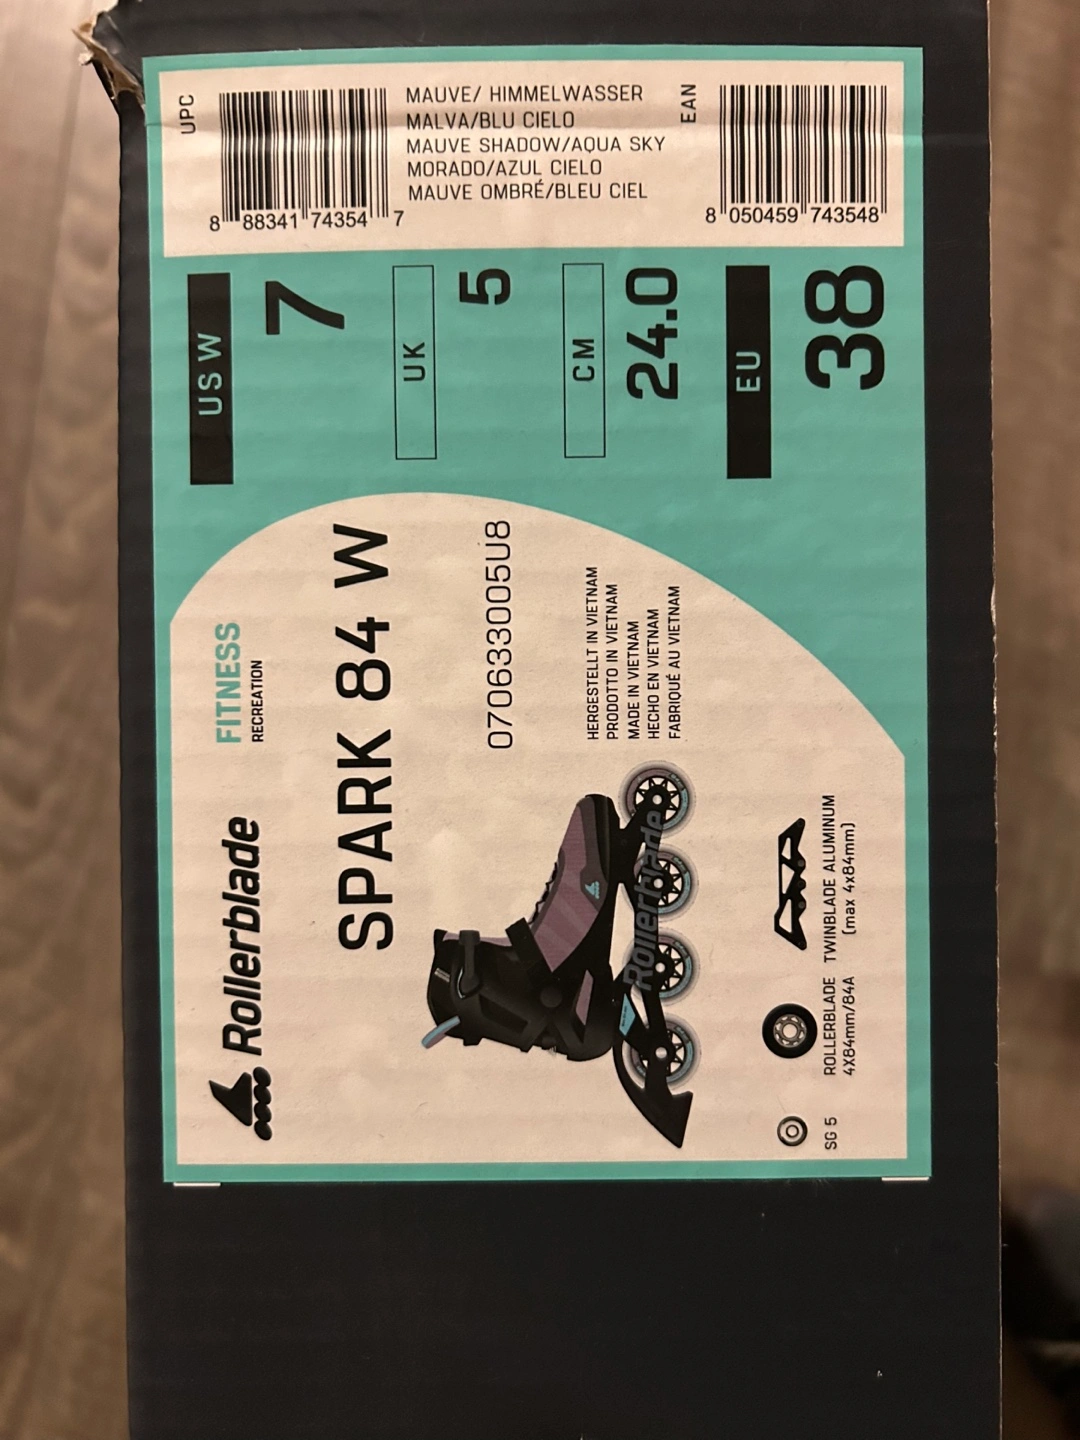 UPC
8 88341 74354 7
MAUVE/ HIMMELWASSER
MALVA/BLU CIELO
MAUVE SHADOW/AQUA SKY
MORADO/AZUL CIELO
MAUVE OMBRÉ/BLEU CIEL
EAN
8 050459 743548
US W
7
UK
5
CM
24.0
EU
38
Rollerblade
FITNESS
RECREATION
SPARK 84 W
070633005U8
HERGESTELLT IN VIETNAM
PRODOTTO IN VIETNAM
MADE IN VIETNAM
HECHO EN VIETNAM
FABRIQUÉ AU VIETNAM
Rollerblade
SG 5
ROLLERBLADE
4X84mm/84A
TWINBLADE ALUMINUM
(max 4x84mm)